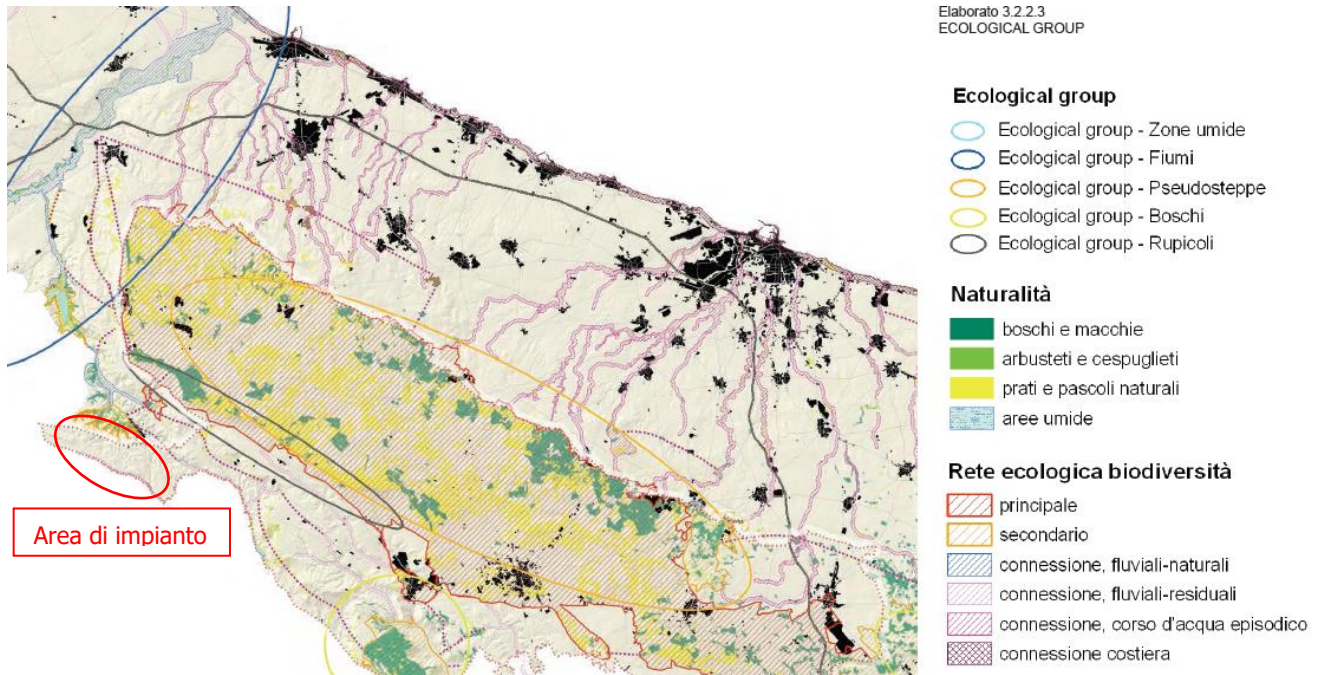 Elaborato 3.2.2.3
ECOLOGICAL GROUP
Ecological group
Ecological group - Zone umide
Ecological group - Fiumi
Ecological group - Pseudosteppe
Ecological group - Boschi
Ecological group - Rupicoli
Naturalità
boschi e macchie
arbusteti e cespuglieti
prati e pascoli naturali
aree umide
Rete ecologica biodiversità
principale
secondario
connessione, fluviali-naturali
connessione, fluviali-residuali
connessione, corso d'acqua episodico
connessione costiera
Area di impianto